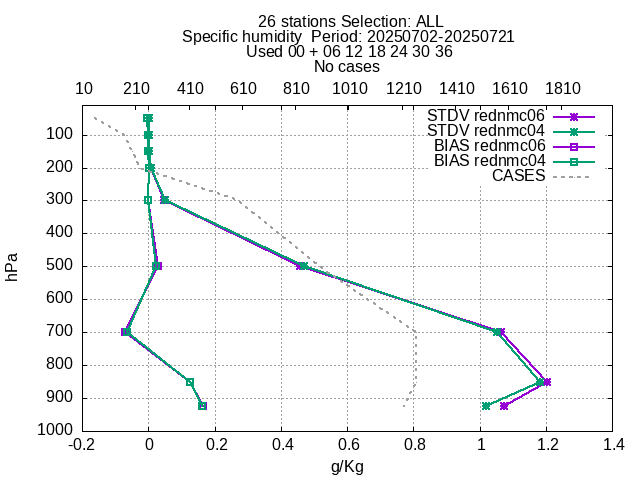 26 stations Selection: ALL
Specific humidity  Period: 20250702-20250721
Used 00 + 06 12 18 24 30 36
No cases
10 210 410 610 810 1010 1210 1410 1610 1810
STDV rednmc06
STDV rednmc04
BIAS rednmc06
BIAS rednmc04
CASES
hPa
100
200
300
400
500
600
700
800
900
1000
-0.2 0 0.2 0.4 0.6 0.8 1 1.2 1.4
g/Kg